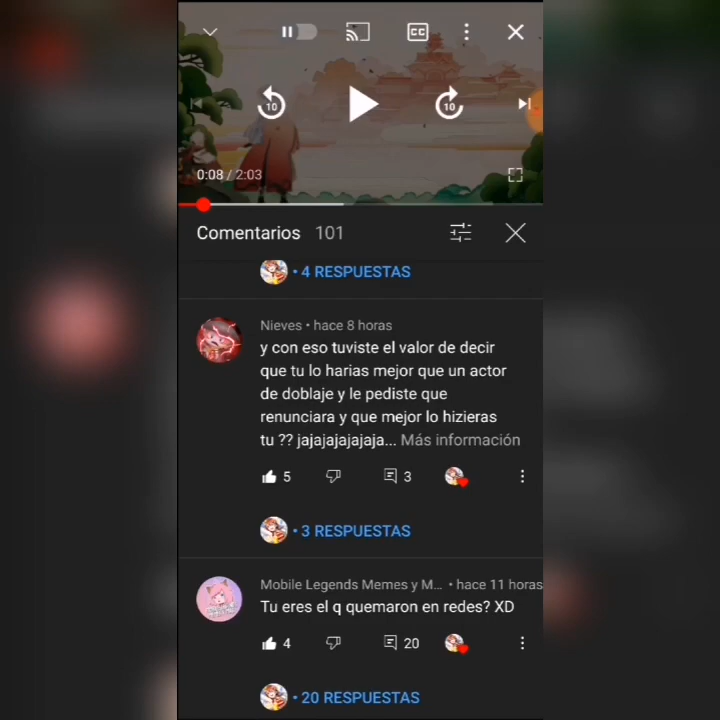 CC
10
10
0:08 / 2:03
Comentarios 101
• 4 RESPUESTAS
Nieves • hace 8 horas
y con eso tuviste el valor de decir
que tu lo harias mejor que un actor
de doblaje y le pediste que
renunciara y que mejor lo hizieras
tu ?? jajajajajajaja... Más información
5 3
• 3 RESPUESTAS
Mobile Legends Memes y M... • hace 11 horas
Tu eres el q quemaron en redes? XD
4 20
• 20 RESPUESTAS